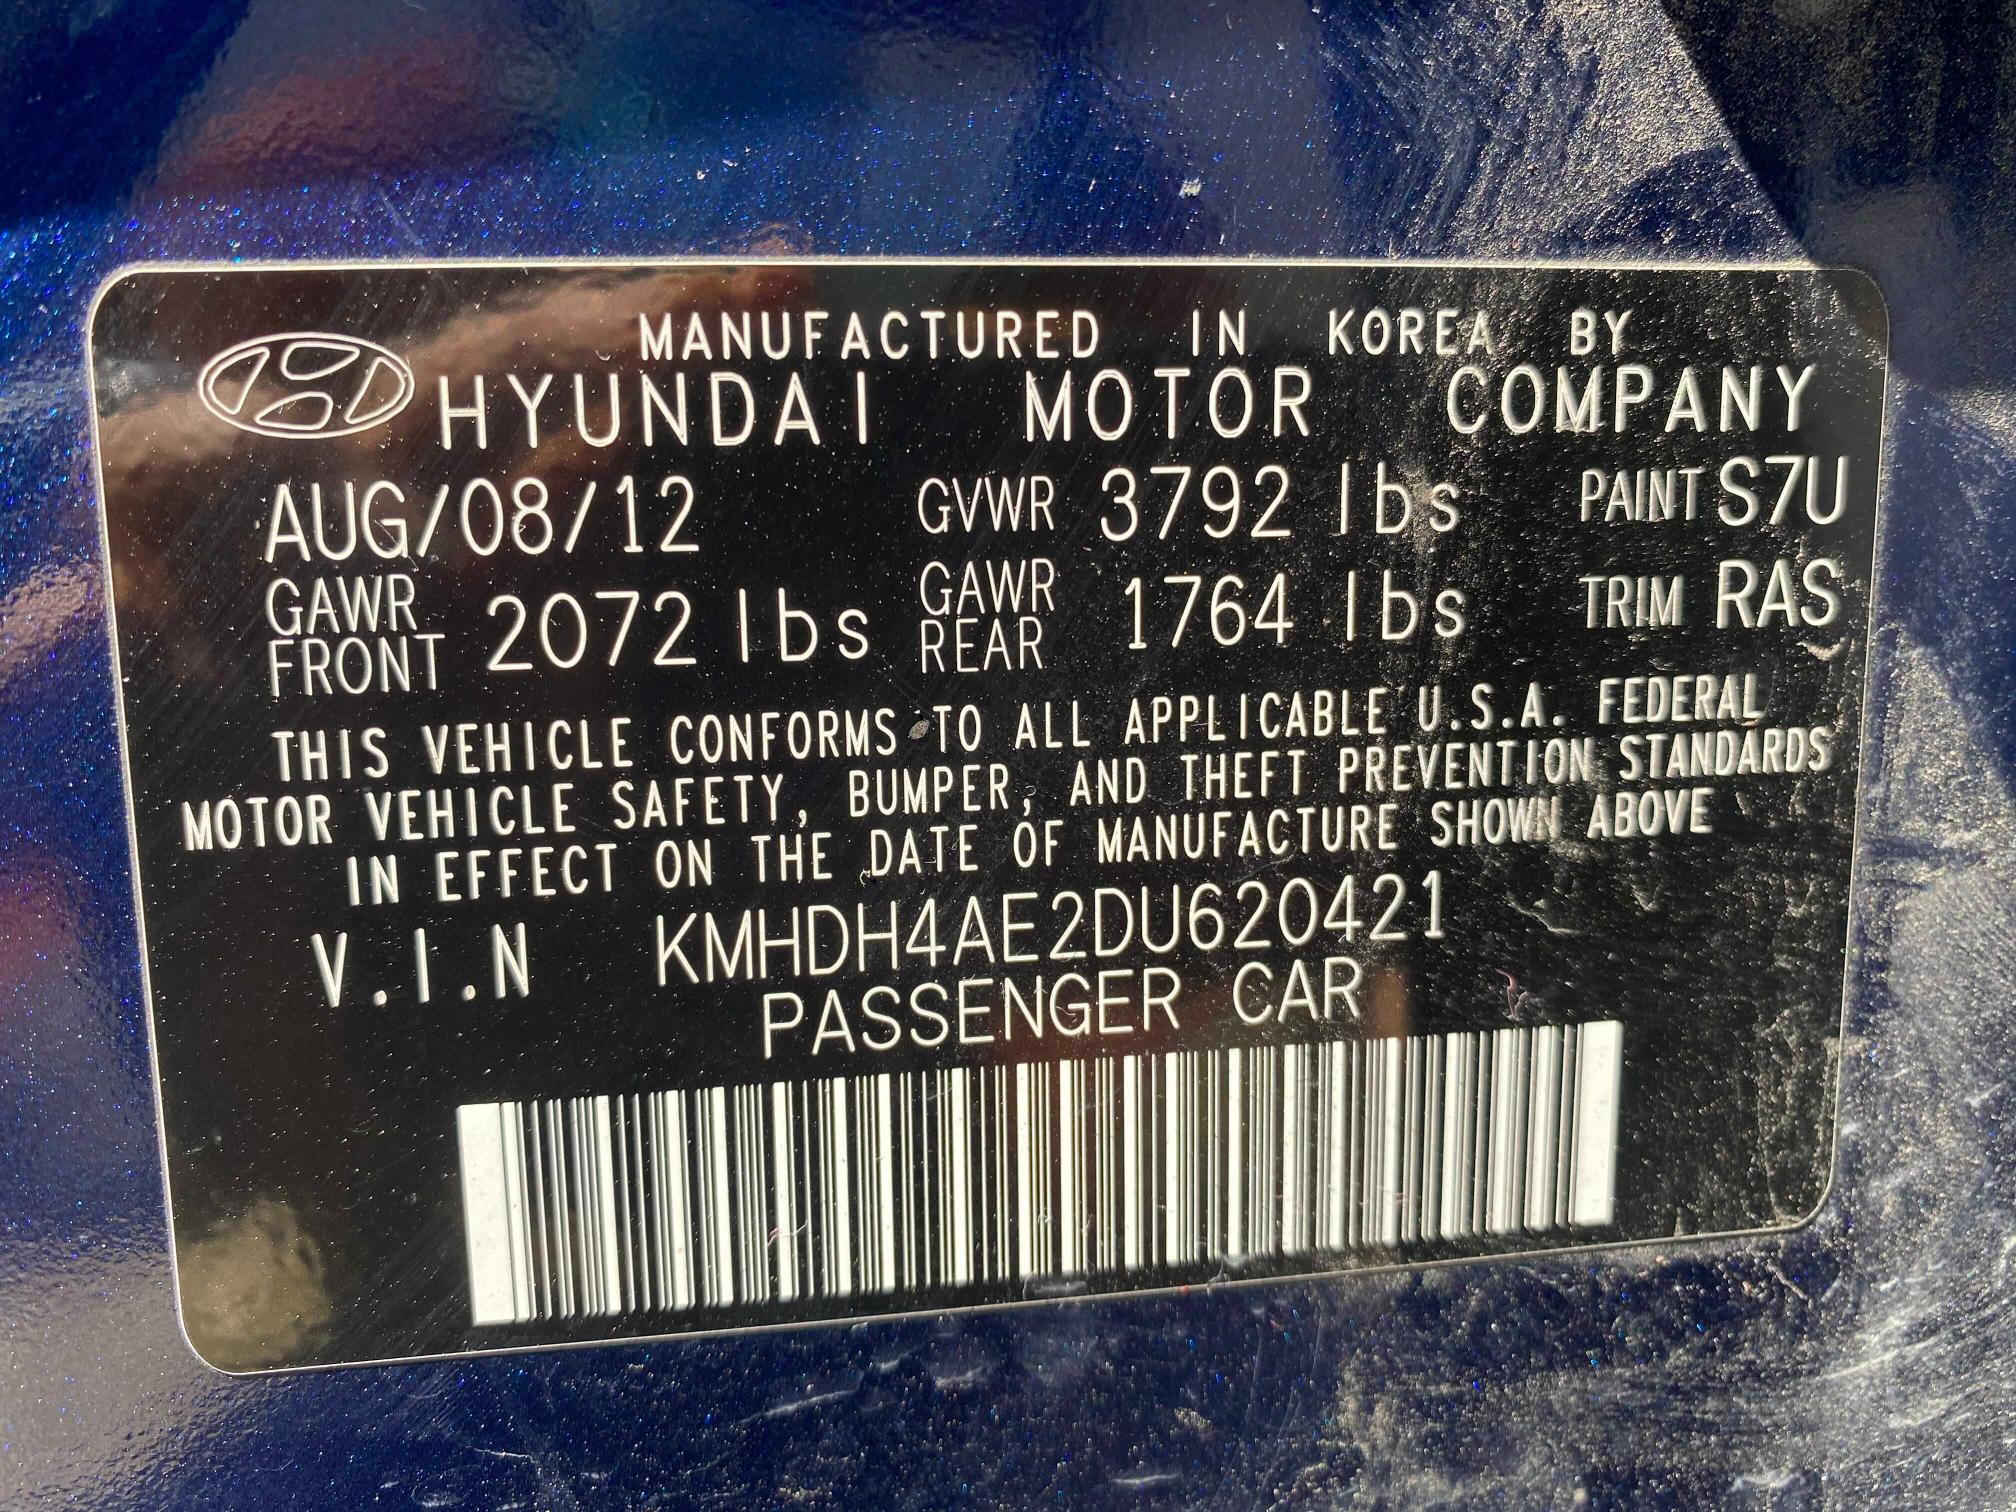 MANUFACTURED IN KOREA BY
HYUNDAI MOTOR COMPANY
AUG/08/12 GVWR 3792 lbs PAINT S7U
GAWR FRONT 2072 lbs GAWR REAR 1764 lbs TRIM RAS
THIS VEHICLE CONFORMS TO ALL APPLICABLE U.S.A. FEDERAL
MOTOR VEHICLE SAFETY, BUMPER, AND THEFT PREVENTION STANDARDS
IN EFFECT ON THE DATE OF MANUFACTURE SHOWN ABOVE
V.I.N KMHDH4AE2DU620421
PASSENGER CAR